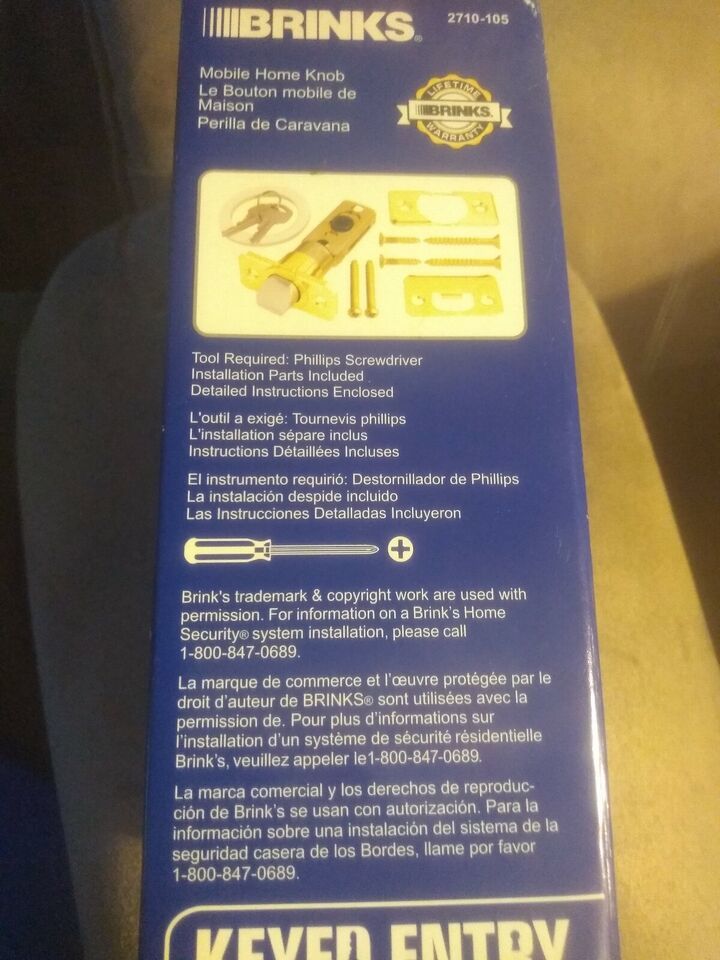 BRINKS®
2710-105
Mobile Home Knob
Le Bouton mobile de
Maison
Perilla de Caravana
LIFETIME
BRINKS.
WARRANTY
Tool Required: Phillips Screwdriver
Installation Parts Included
Detailed Instructions Enclosed
L'outil a exigé: Tournevis phillips
L'installation sépare inclus
Instructions Détaillées Incluses
El instrumento requirió: Destornillador de Phillips
La instalación despide incluido
Las Instrucciones Detalladas Incluyeron
Brink's trademark & copyright work are used with
permission. For information on a Brink's Home
Security® system installation, please call
1-800-847-0689.
La marque de commerce et l'œuvre protégée par le
droit d'auteur de BRINKS® sont utilisées avec la
permission de. Pour plus d'informations sur
l'installation d'un système de sécurité résidentielle
Brink's, veuillez appeler le1-800-847-0689.
La marca comercial y los derechos de reproduc-
ción de Brink's se usan con autorización. Para la
información sobre una instalación del sistema de la
seguridad casera de los Bordes, llame por favor
1-800-847-0689.
KEYED ENTRY